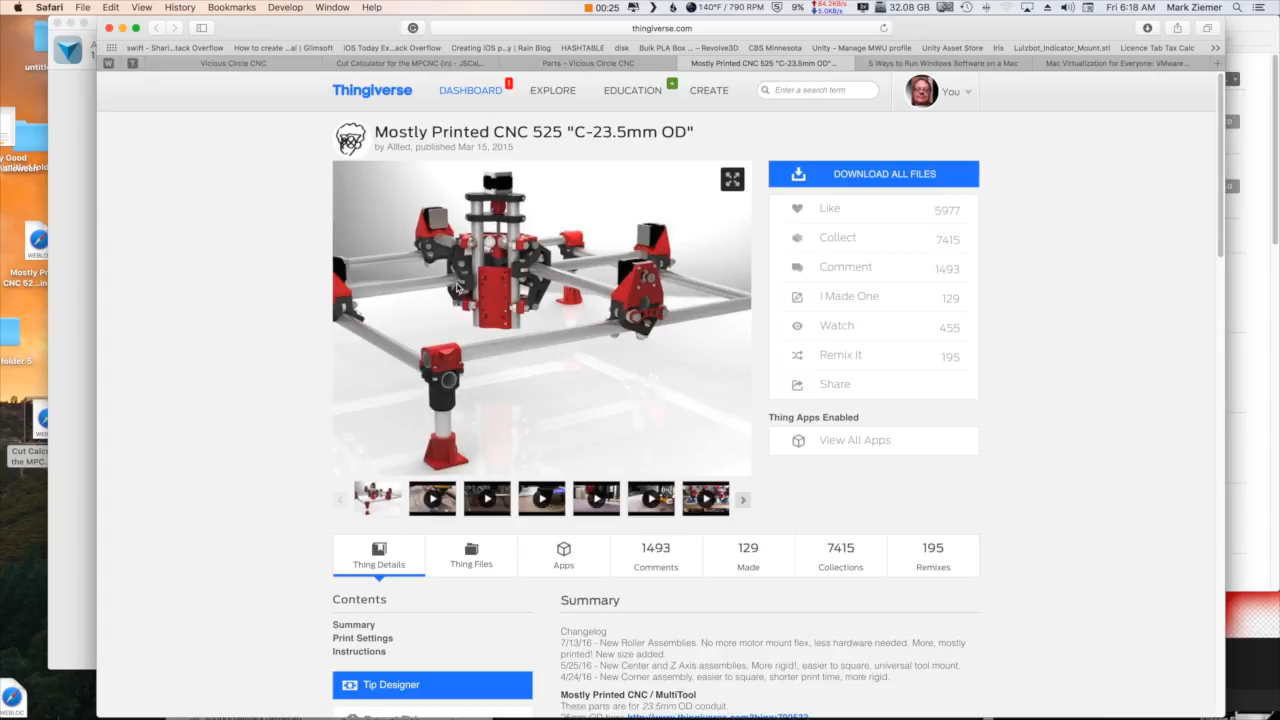 Safari File Edit View History Bookmarks Develop Window Help 00:25 140°F / 790 RPM 9% 84.2KB/s 5.0KB/s 32.08 GB Fri 6:18 AM Mark Ziemer
thingiverse.com
swift - Shari...tack Overflow How to create ...al | Glimsoft iOS Today Ex...ack Overflow Creating iOS p...y | Rain Blog HASHTABLE disk Bulk PLA Box ... – Revolve3D CBS Minnesota Unity – Manage MWU profile Unity Asset Store Iris Lulzbot_Indicator_Mount.stl Licence Tab Tax Calc
W T Vicious Circle CNC Cut Calculator for the MPCNC (in) - JSCal... Parts – Vicious Circle CNC Mostly Printed CNC 525 "C-23.5mm OD"... 5 Ways to Run Windows Software on a Mac Mac Virtualization for Everyone: VMware...
Thingiverse DASHBOARD 1 EXPLORE EDUCATION + CREATE Enter a search term You
Mostly Printed CNC 525 "C-23.5mm OD"
by Allted, published Mar 15, 2015
DOWNLOAD ALL FILES
Like 5977
Collect 7415
Comment 1493
I Made One 129
Watch 455
Remix It 195
Share
Thing Apps Enabled
View All Apps
Thing Details
Thing Files
Apps
1493 Comments
129 Made
7415 Collections
195 Remixes
Contents
Summary
Print Settings
Instructions
Tip Designer
Summary
Changelog
7/13/16 - New Roller Assemblies. No more motor mount flex, less hardware needed. More, mostly
printed! New size added.
5/25/16 - New Center and Z Axis assemblies. More rigid!, easier to square, universal tool mount.
4/24/16 - New Corner assembly, easier to square, shorter print time, more rigid.
Mostly Printed CNC / MultiTool
These parts are for 23.5mm OD conduit.
untit
Mostly Pr
CNC 52...in
folder 5
Cut Calc
the MPC
WEBLOC